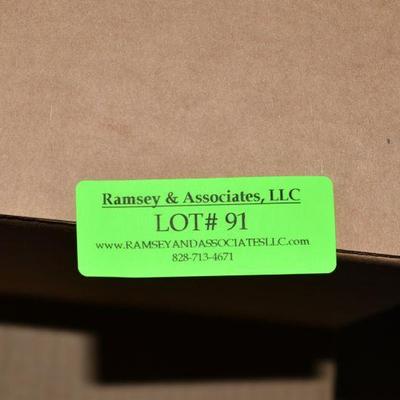 Ramsey & Associates, LLC
LOT# 91
www.RAMSEYANDASSOCIATESLLC.com
828-713-4671